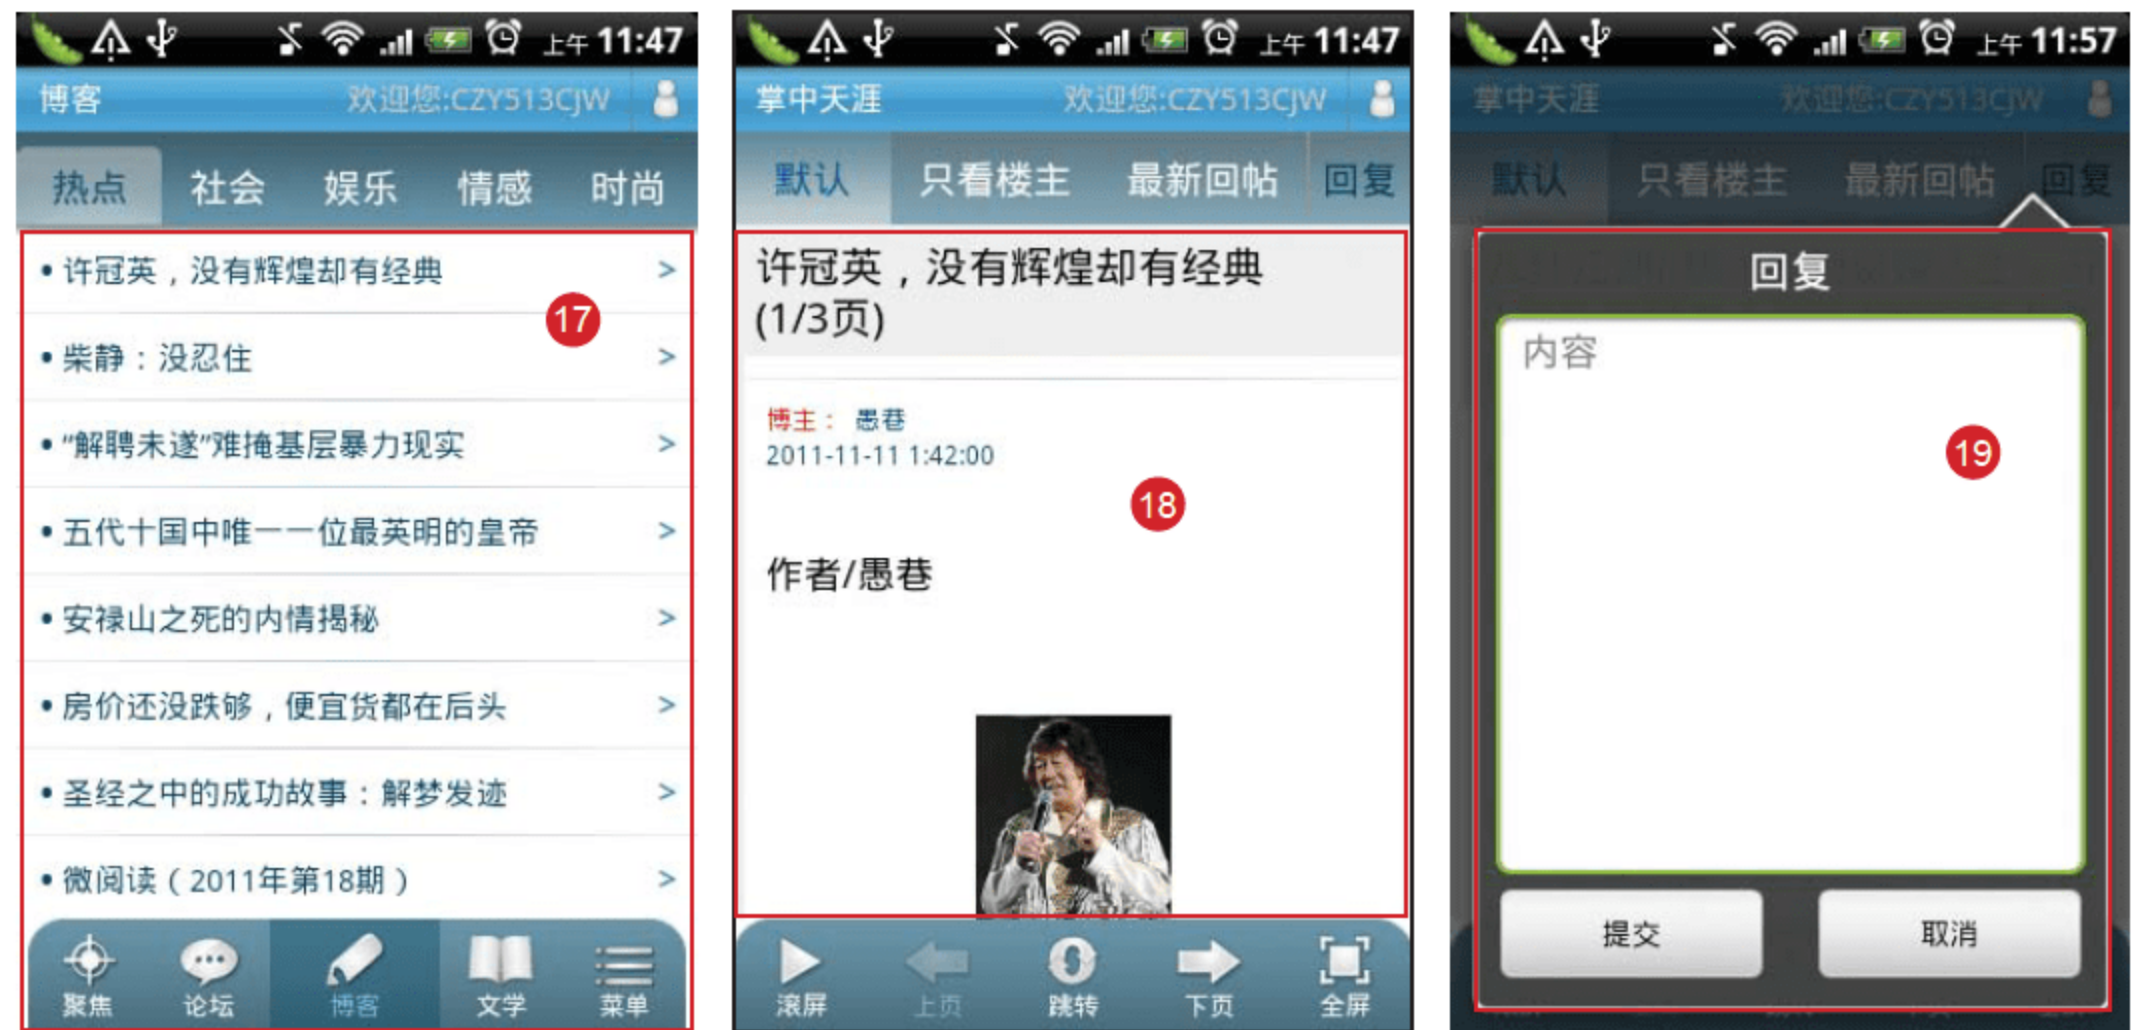 上午 11:47
博客 欢迎您:CZY513CJW
热点 社会 娱乐 情感 时尚
• 许冠英，没有辉煌却有经典 >
17
• 柴静：没忍住 >
• “解聘未遂”难掩基层暴力现实 >
• 五代十国中唯一一位最英明的皇帝 >
• 安禄山之死的内情揭秘 >
• 房价还没跌够，便宜货都在后头 >
• 圣经之中的成功故事：解梦发迹 >
• 微阅读（2011年第18期） >
聚焦 论坛 博客 文学 菜单
上午 11:47
掌中天涯 欢迎您:CZY513CJW
默认 只看楼主 最新回帖 回复
许冠英，没有辉煌却有经典
(1/3页)
博主： 愚巷
2011-11-11 1:42:00
18
作者/愚巷
滚屏 上页 跳转 下页 全屏
上午 11:57
掌中天涯 欢迎您:CZY513CJW
默认 只看楼主 最新回帖 回复
回复
内容
19
提交 取消